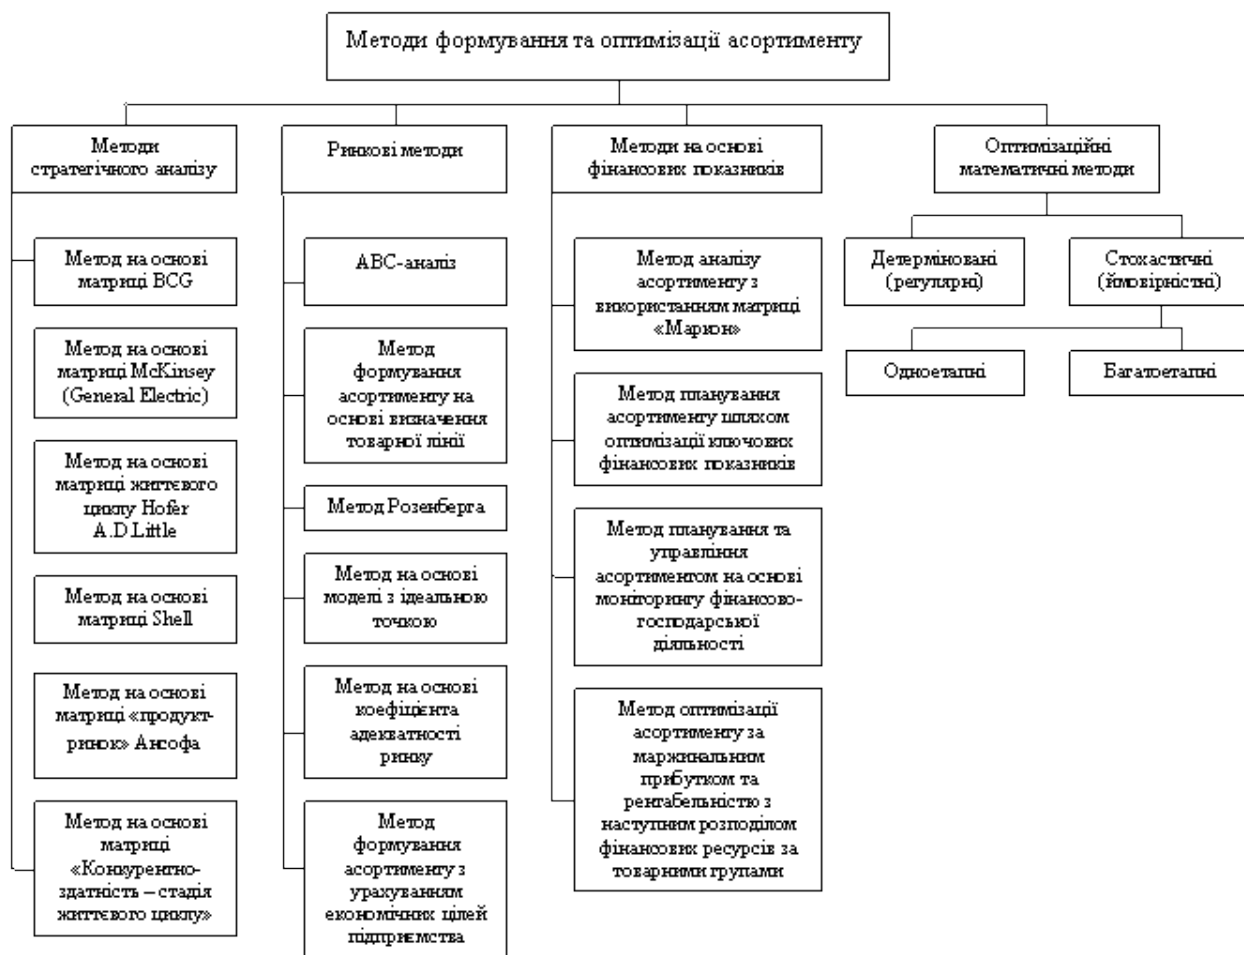 Методи формування та оптимізації асортименту
Методи
стратегічного аналізу
Ринкові методи
Методи на основі
фінансових показників
Оптимізаційні
математичні методи
Метод на основі
матриці BCG
Метод на основі
матриці McKinsey
(General Electric)
Метод на основі
матриці життєвого
циклу Hofer
A.D.Little
Метод на основі
матриці Shell
Метод на основі
матриці «продукт-
ринок» Ансофа
Метод на основі
матриці
«Конкурентно-
здатність – стадія
життєвого циклу»
ABC-аналіз
Метод
формування
асортименту на
основі визначення
товарної лінії
Метод Розенберга
Метод на основі
моделі з ідеальною
точкою
Метод на основі
коефіцієнта
адекватності
ринку
Метод
формування
асортименту з
урахуванням
економічних цілей
підприємства
Метод аналізу
асортименту з
використанням матриці
«Маркон»
Метод планування
асортименту шляхом
оптимізації ключових
фінансових показників
Метод планування та
управління
асортиментом на основі
моніторингу фінансово-
господарської
діяльності
Метод оптимізації
асортименту за
маржинальним
прибутком та
рентабельністю з
наступним розподілом
фінансових ресурсів за
товарними групами
Детерміновані
(регулярні)
Стохастичні
(ймовірністні)
Одноетапні
Багатоетапні